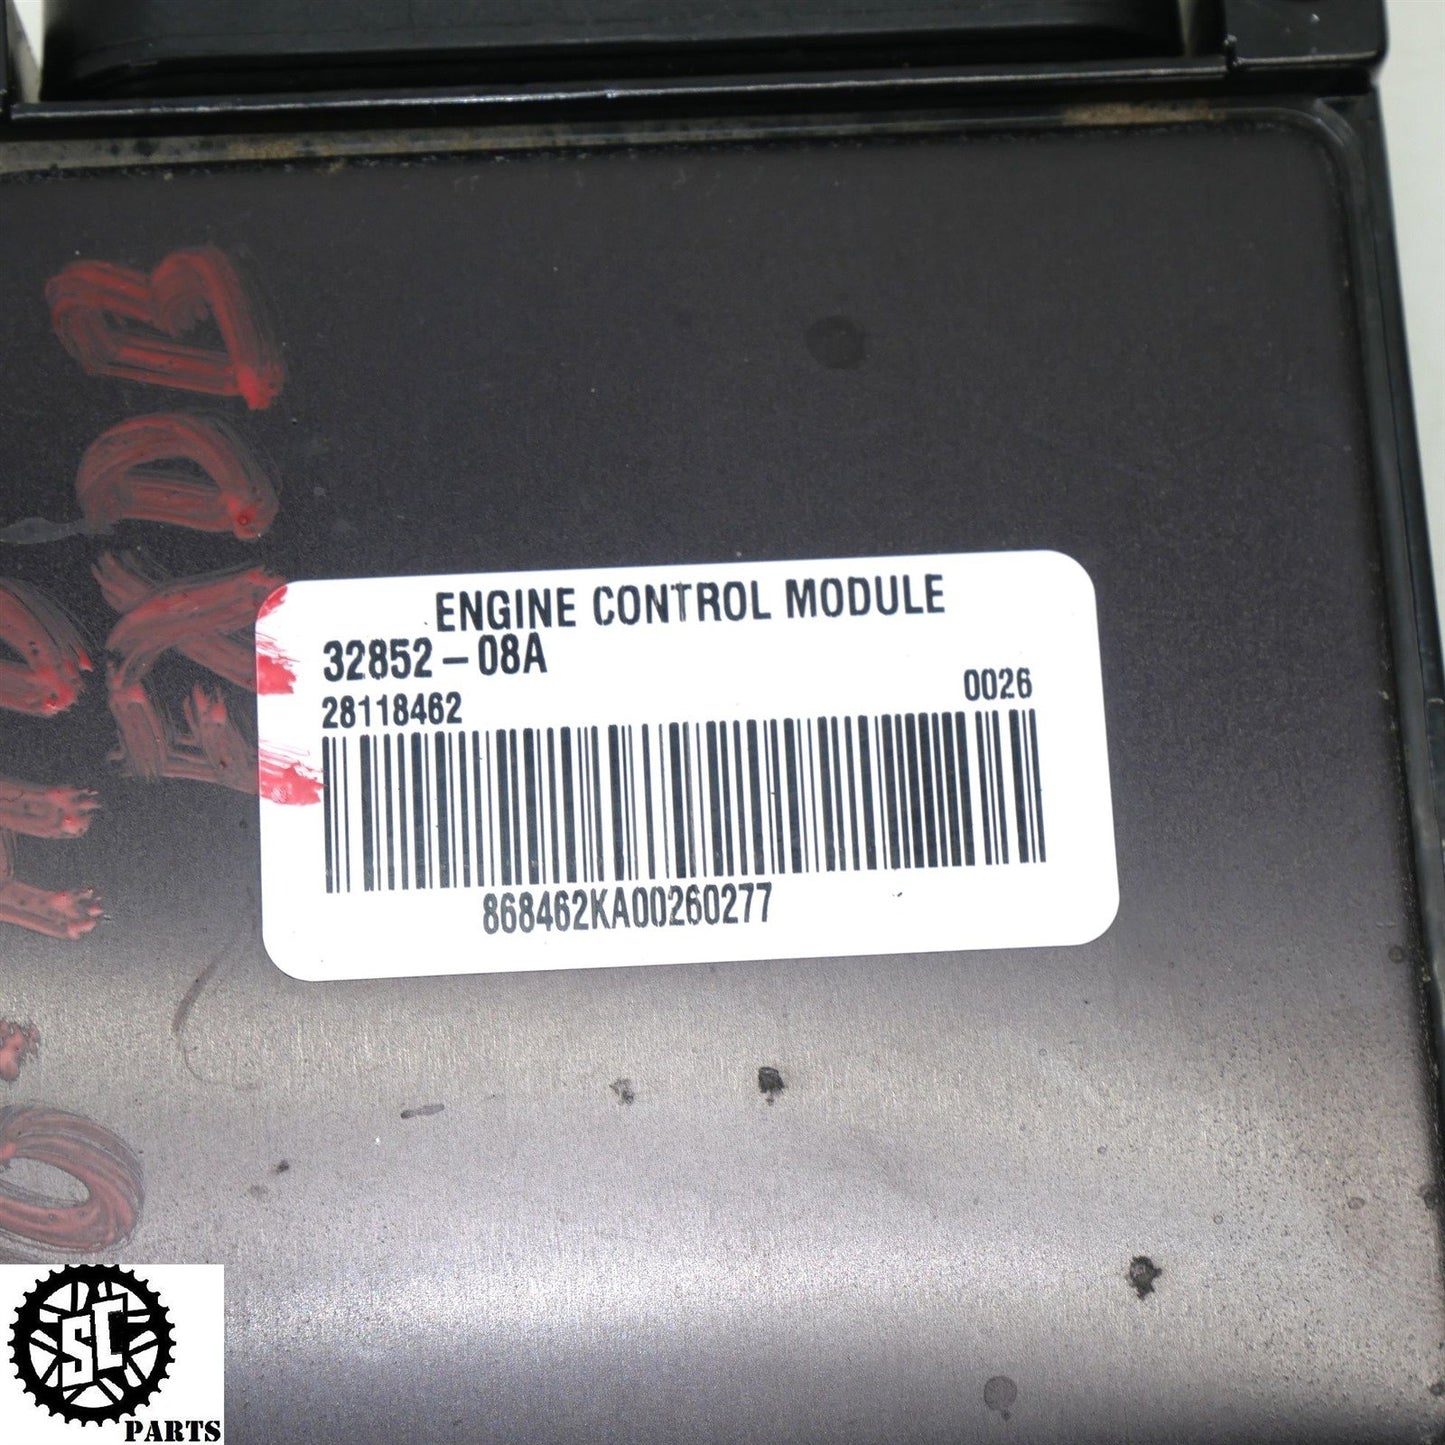 ENGINE CONTROL MODULE
32852-08A
28118462
0026
868462KA00260277
SC
PARTS